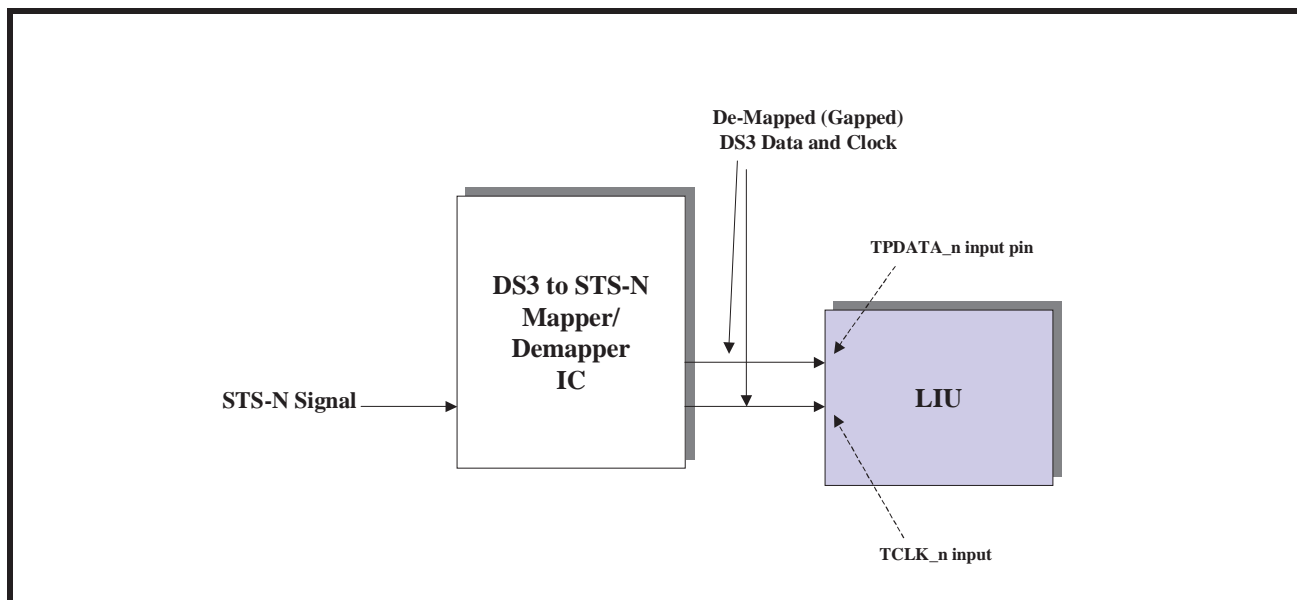 De-Mapped (Gapped)
DS3 Data and Clock
TPDATA_n input pin
DS3 to STS-N
Mapper/
Demapper
IC
STS-N Signal
LIU
TCLK_n input